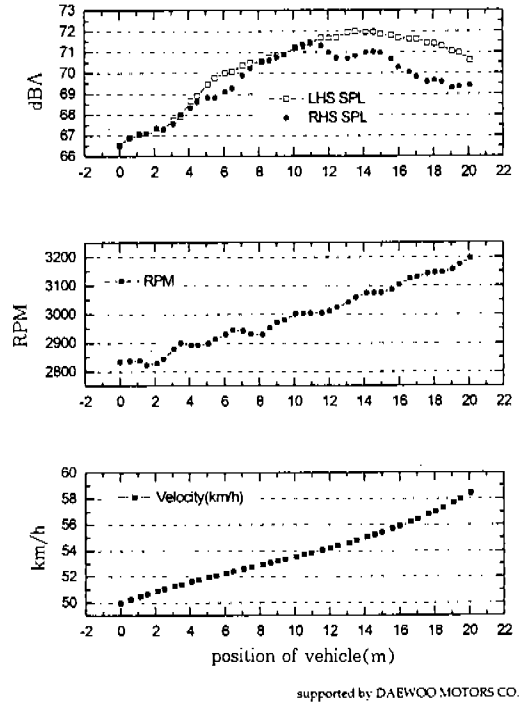 73
72
71
70
69
68
67
66
dBA
LHS SPL
RHS SPL
-2 0 2 4 6 8 10 12 14 16 18 20 22
3200
3100
3000
2900
2800
RPM
RPM
-2 0 2 4 6 8 10 12 14 16 18 20 22
60
58
56
54
52
50
km/h
Velocity(km/h)
-2 0 2 4 6 8 10 12 14 16 18 20 22
position of vehicle(m)
supported by DAEWOO MOTORS CO.